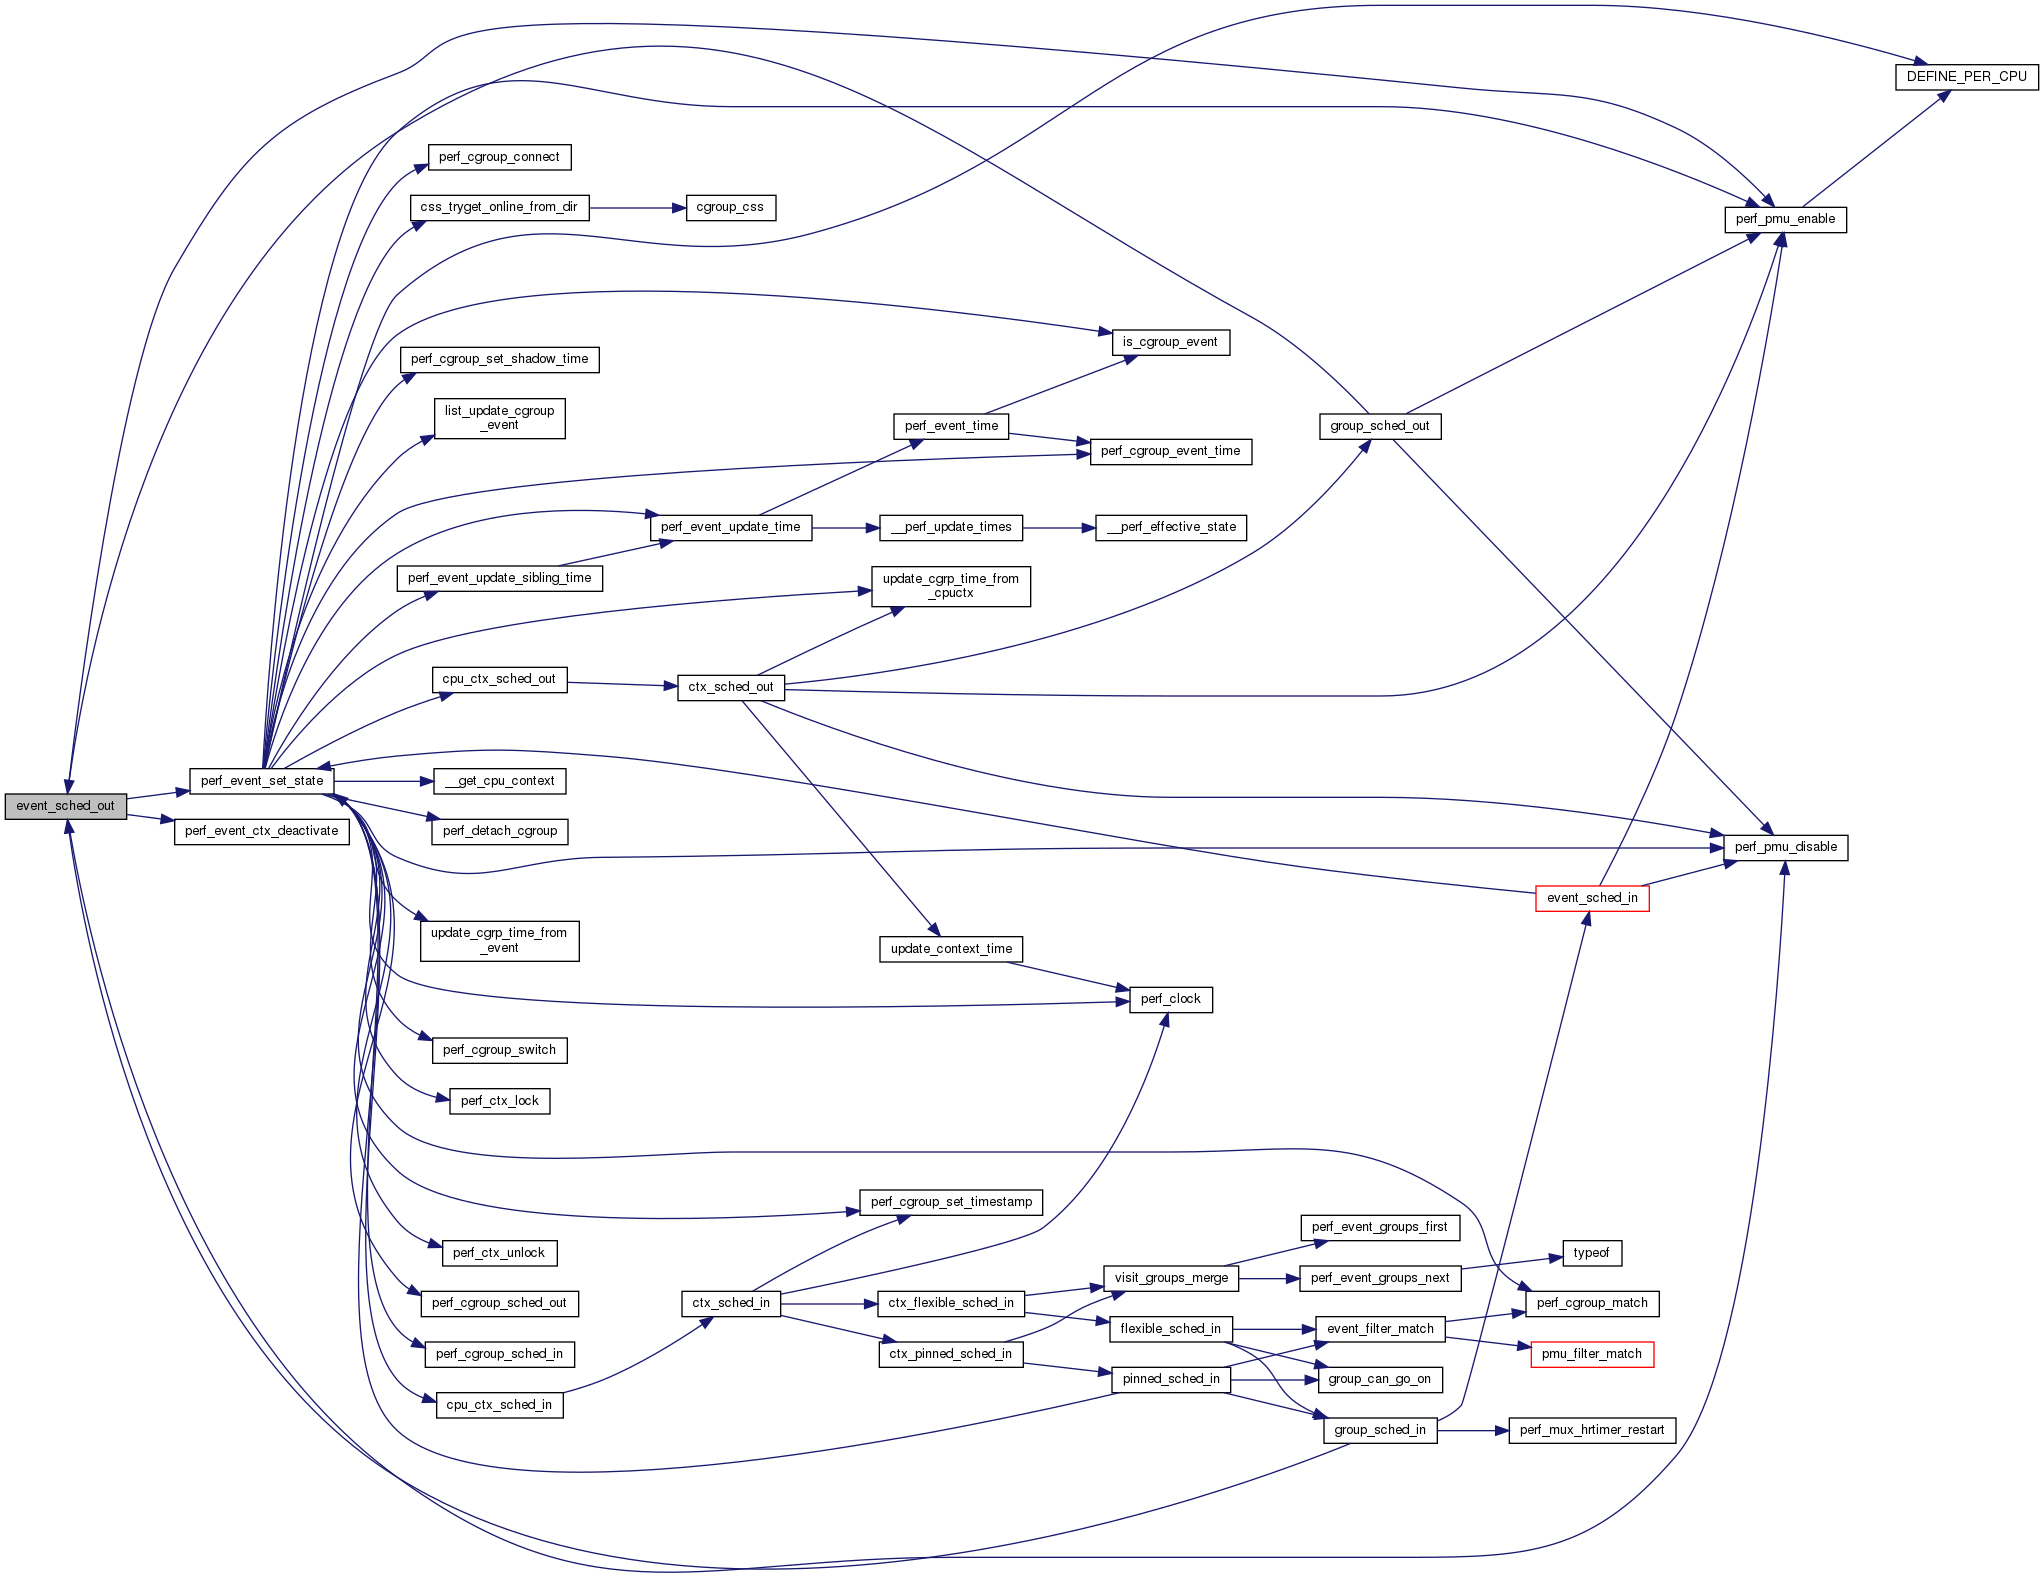 DEFINE_PER_CPU
perf_cgroup_connect
css_tryget_online_from_dir
cgroup_css
perf_pmu_enable
is_cgroup_event
perf_cgroup_set_shadow_time
list_update_cgroup
_event
perf_event_time
group_sched_out
perf_cgroup_event_time
perf_event_update_time
__perf_update_times
__perf_effective_state
perf_event_update_sibling_time
update_cgrp_time_from
_cpuctx
cpu_ctx_sched_out
ctx_sched_out
perf_event_set_state
__get_cpu_context
event_sched_out
perf_event_ctx_deactivate
perf_detach_cgroup
perf_pmu_disable
event_sched_in
update_cgrp_time_from
_event
update_context_time
perf_clock
perf_cgroup_switch
perf_ctx_lock
perf_cgroup_set_timestamp
perf_event_groups_first
perf_ctx_unlock
typeof
visit_groups_merge
perf_event_groups_next
perf_cgroup_sched_out
ctx_sched_in
ctx_flexible_sched_in
perf_cgroup_match
flexible_sched_in
event_filter_match
perf_cgroup_sched_in
ctx_pinned_sched_in
pmu_filter_match
pinned_sched_in
group_can_go_on
cpu_ctx_sched_in
group_sched_in
perf_mux_hrtimer_restart